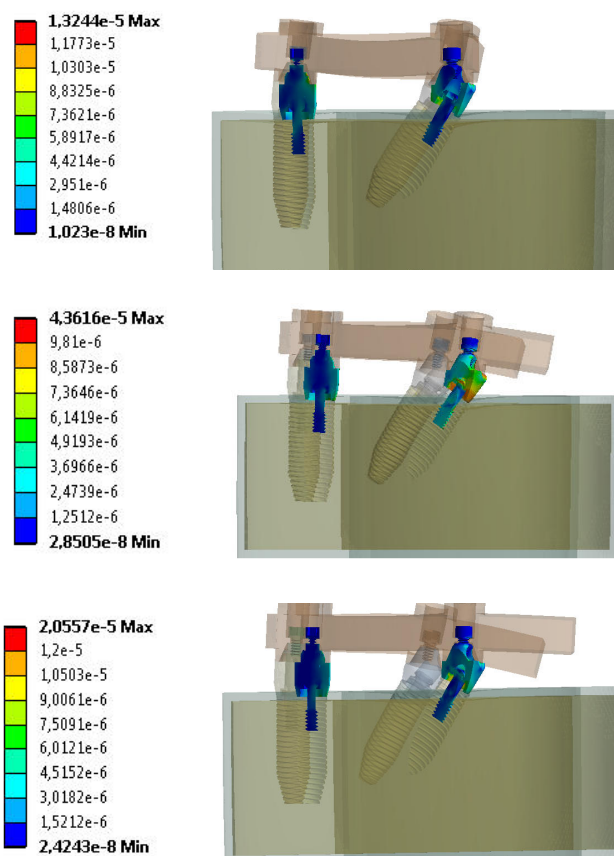 1,3244e-5 Max
1,1773e-5
1,0303e-5
8,8325e-6
7,3621e-6
5,8917e-6
4,4214e-6
2,951e-6
1,4806e-6
1,023e-8 Min
4,3616e-5 Max
9,81e-6
8,5873e-6
7,3646e-6
6,1419e-6
4,9193e-6
3,6966e-6
2,4739e-6
1,2512e-6
2,8505e-8 Min
2,0557e-5 Max
1,2e-5
1,0503e-5
9,0061e-6
7,5091e-6
6,0121e-6
4,5152e-6
3,0182e-6
1,5212e-6
2,4243e-8 Min